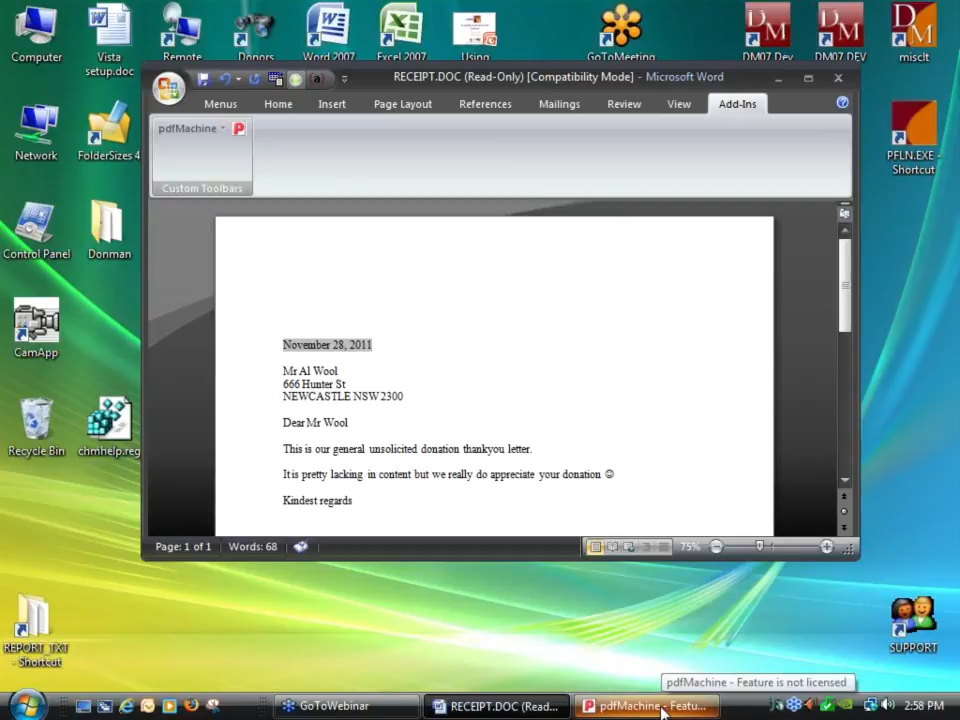 Computer
Vista setup.doc
Remote
Donors
Word 2007
Excel 2007
Using
GoToMeeting
DM07 Dev
DM07 DEV
misclt
RECEIPT.DOC (Read-Only) [Compatibility Mode] - Microsoft Word
Menus
Home
Insert
Page Layout
References
Mailings
Review
View
Add-Ins
pdfMachine
Custom Toolbars
Network
FolderSizes 4
PFLN.EXE - Shortcut
Control Panel
Donman
CamApp
Recycle Bin
chmhelp.reg
November 28, 2011
Mr Al Wool
666 Hunter St
NEWCASTLE NSW 2300
Dear Mr Wool
This is our general unsolicited donation thankyou letter.
It is pretty lacking in content but we really do appreciate your donation ☺
Kindest regards
Page: 1 of 1
Words: 68
75%
REPORT_TXT - Shortcut
SUPPORT
pdfMachine - Feature is not licensed
GoToWebinar
RECEIPT.DOC (Read...
pdfMachine - Featu...
2:58 PM